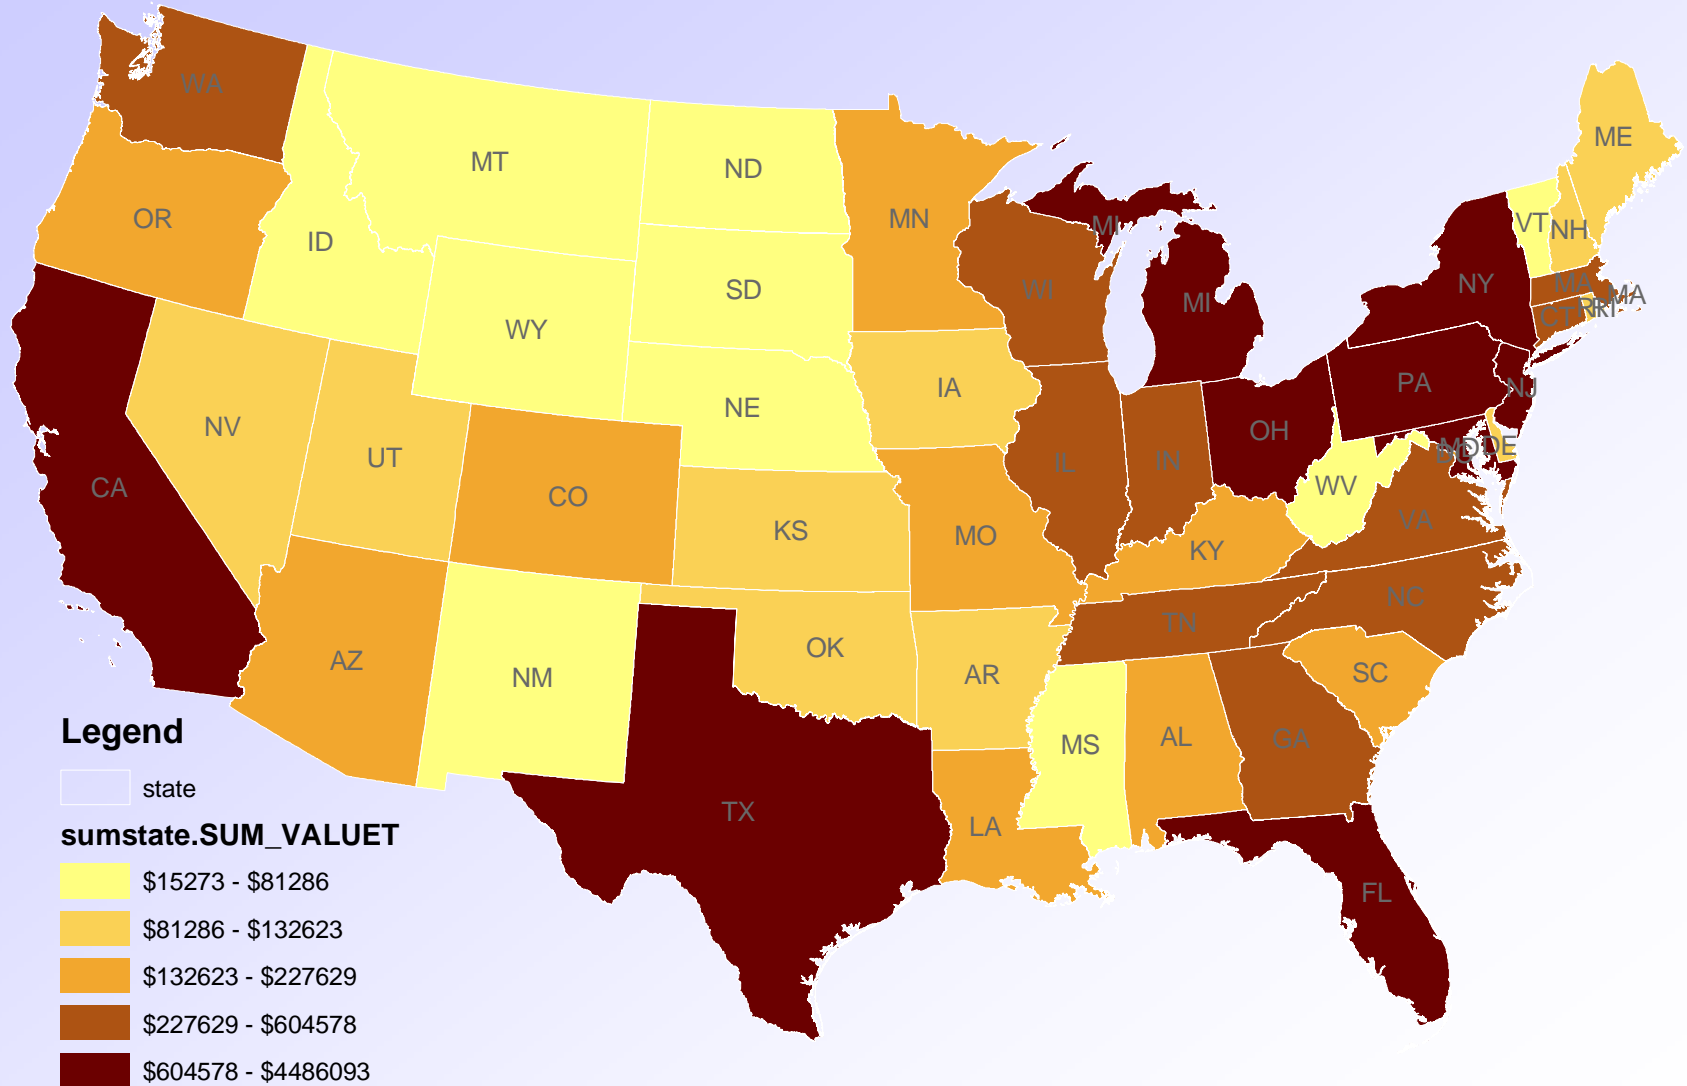 WA
ME
MT
ND
OR
MN
VT
NH
ID
MI
SD
WI
NY
MA
MA
MI
RI
RI
CT
WY
PA
IA
NJ
NE
NV
OH
MD
DE
UT
IL
IN
DC
CA
CO
WV
KS
MO
VA
KY
NC
TN
OK
AZ
SC
NM
AR
AL
GA
MS
TX
LA
FL
Legend
state
sumstate.SUM_VALUET
$15273 - $81286
$81286 - $132623
$132623 - $227629
$227629 - $604578
$604578 - $4486093